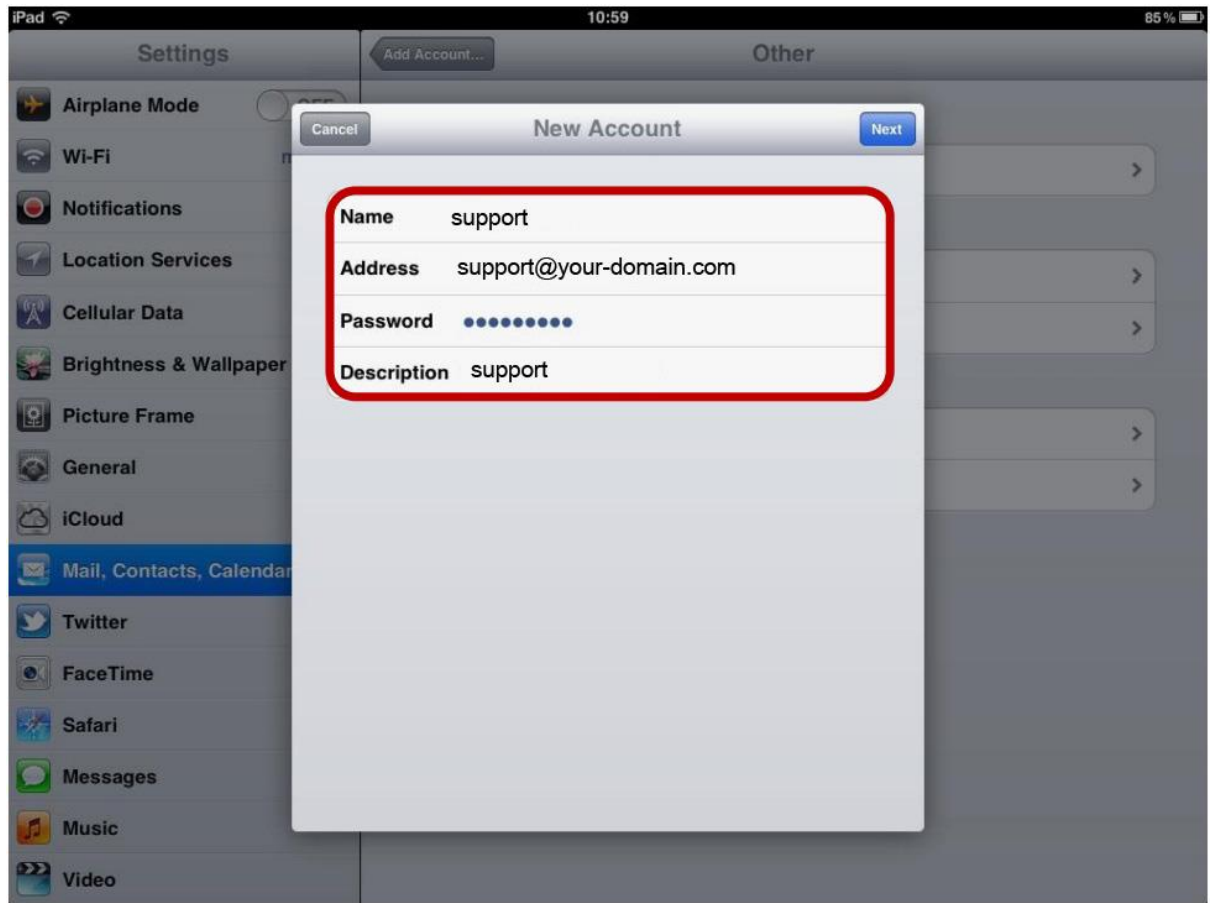 iPad 10:59 85%
Settings Add Account... Other
Airplane Mode OFF
Cancel New Account Next
Wi-Fi
Notifications
Name support
Location Services
Address support@your-domain.com
Cellular Data
Password •••••••••
Brightness & Wallpaper
Description support
Picture Frame
General
iCloud
Mail, Contacts, Calendar
Twitter
FaceTime
Safari
Messages
Music
Video